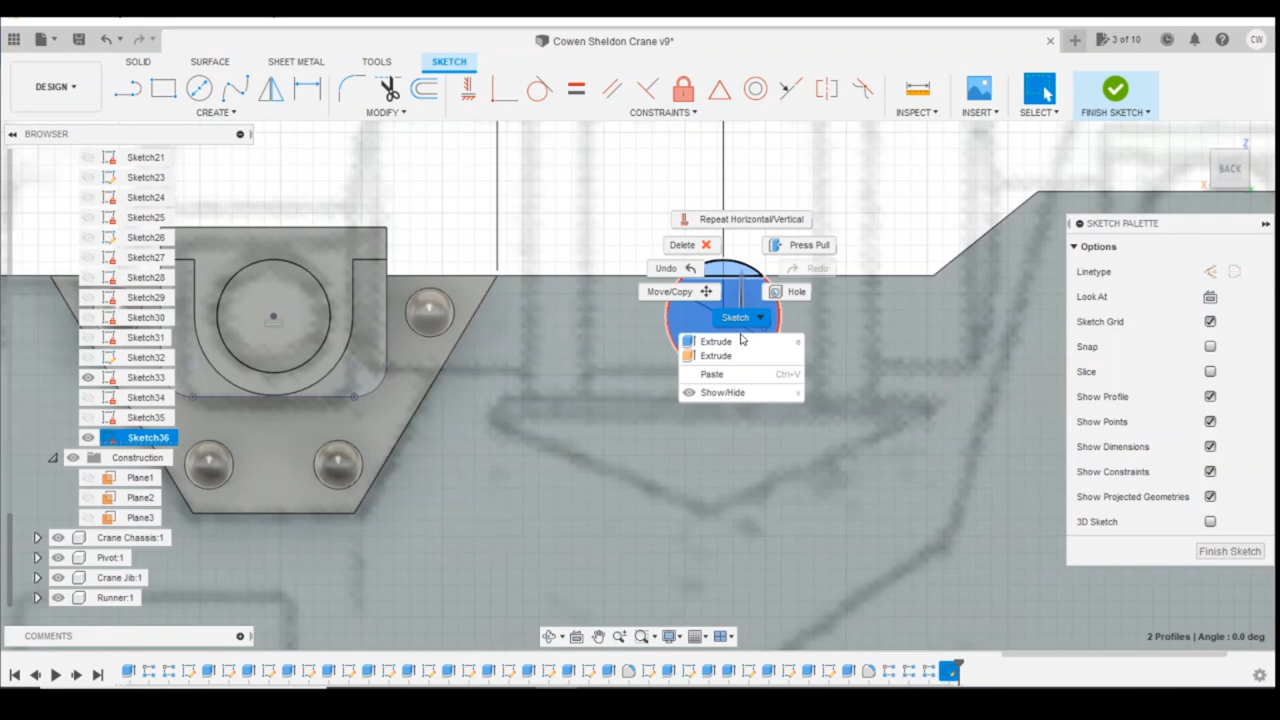 Cowen Sheldon Crane v9*
3 of 10
CW
DESIGN
SOLID
SURFACE
SHEET METAL
TOOLS
SKETCH
CREATE
MODIFY
CONSTRAINTS
INSPECT
INSERT
SELECT
FINISH SKETCH
BROWSER
Sketch21
Sketch23
Sketch24
Sketch25
Sketch26
Sketch27
Sketch28
Sketch29
Sketch30
Sketch31
Sketch32
Sketch33
Sketch34
Sketch35
Sketch36
Construction
Plane1
Plane2
Plane3
Crane Chassis:1
Pivot:1
Crane Jib:1
Runner:1
COMMENTS
Repeat Horizontal/Vertical
Delete
Press Pull
Undo
Redo
Move/Copy
Hole
Sketch
Extrude e
Extrude
Paste Ctrl+V
Show/Hide v
Z
BACK
X
SKETCH PALETTE
Options
Linetype
Look At
Sketch Grid
Snap
Slice
Show Profile
Show Points
Show Dimensions
Show Constraints
Show Projected Geometries
3D Sketch
Finish Sketch
2 Profiles | Angle : 0.0 deg